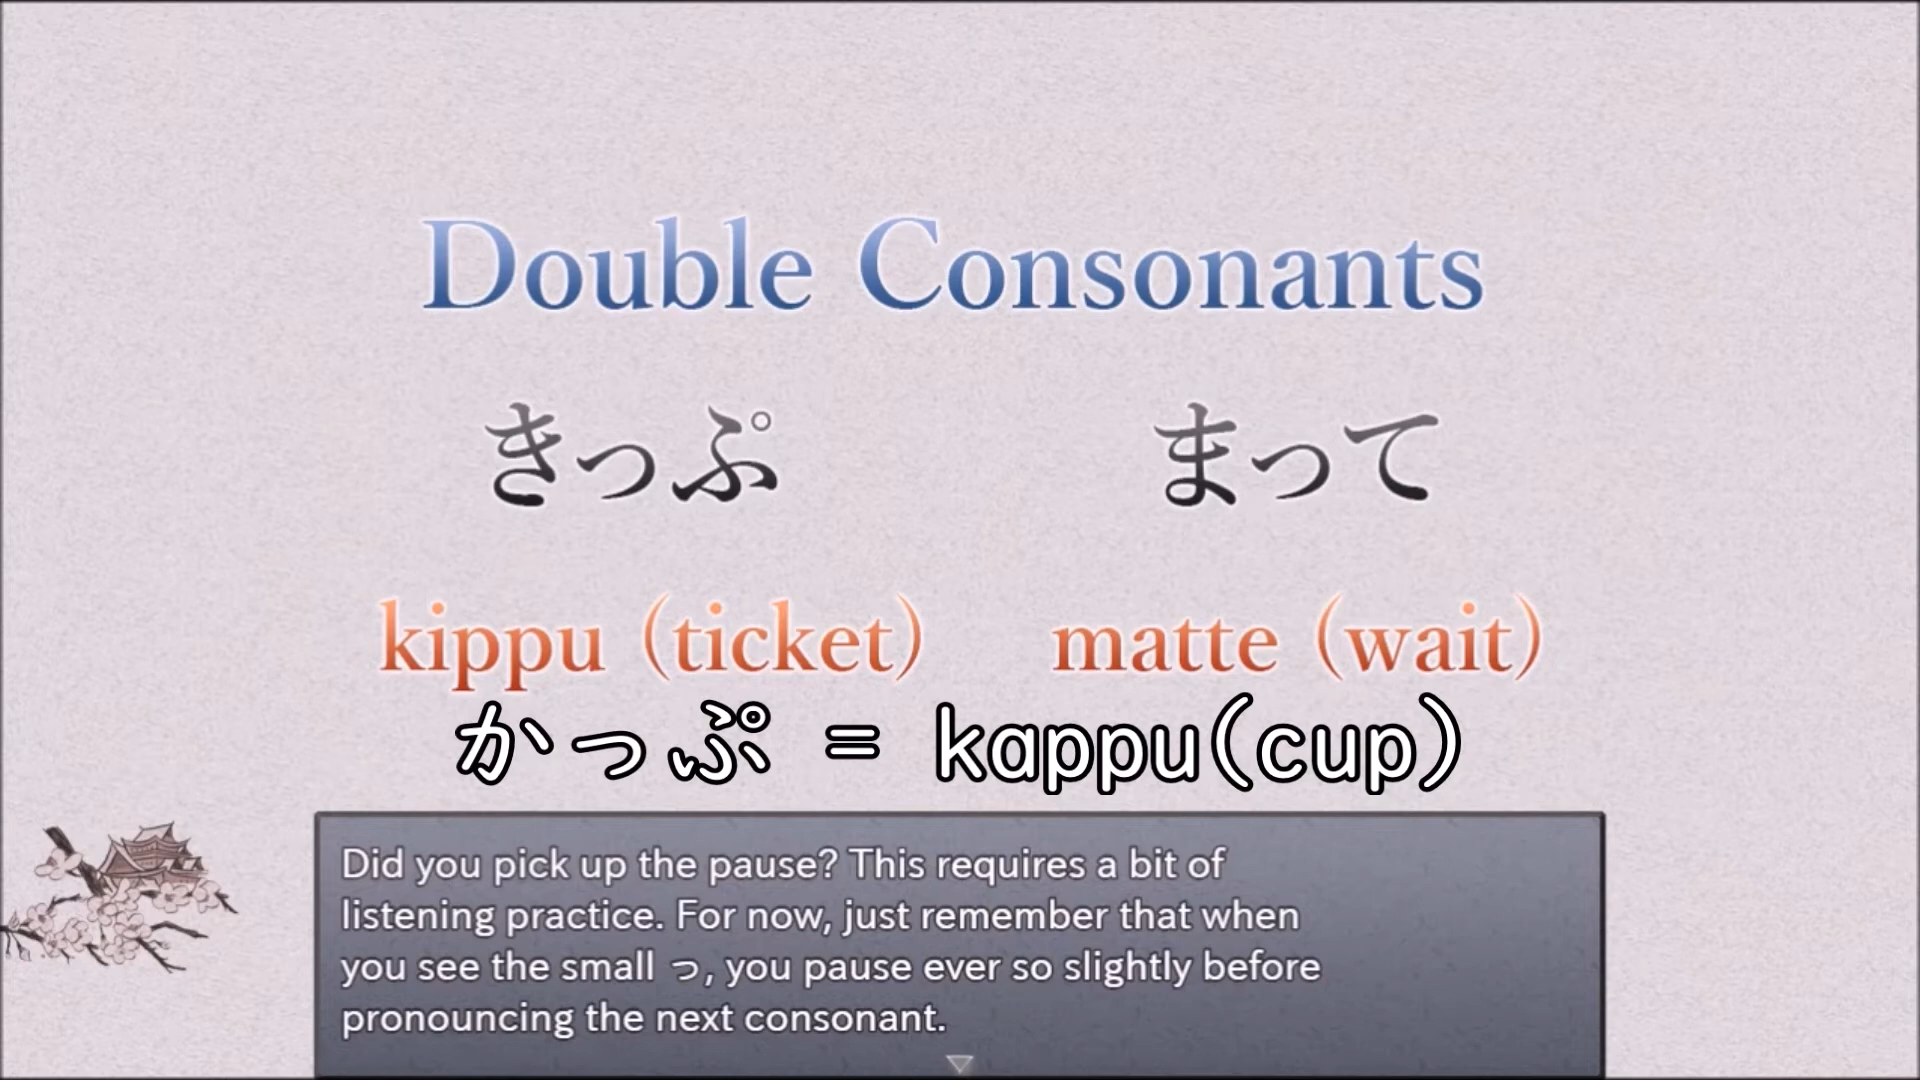 Double Consonants
きっぷ まって
kippu (ticket) matte (wait)
かっぷ = kappu(cup)
Did you pick up the pause? This requires a bit of
listening practice. For now, just remember that when
you see the small っ, you pause ever so slightly before
pronouncing the next consonant.